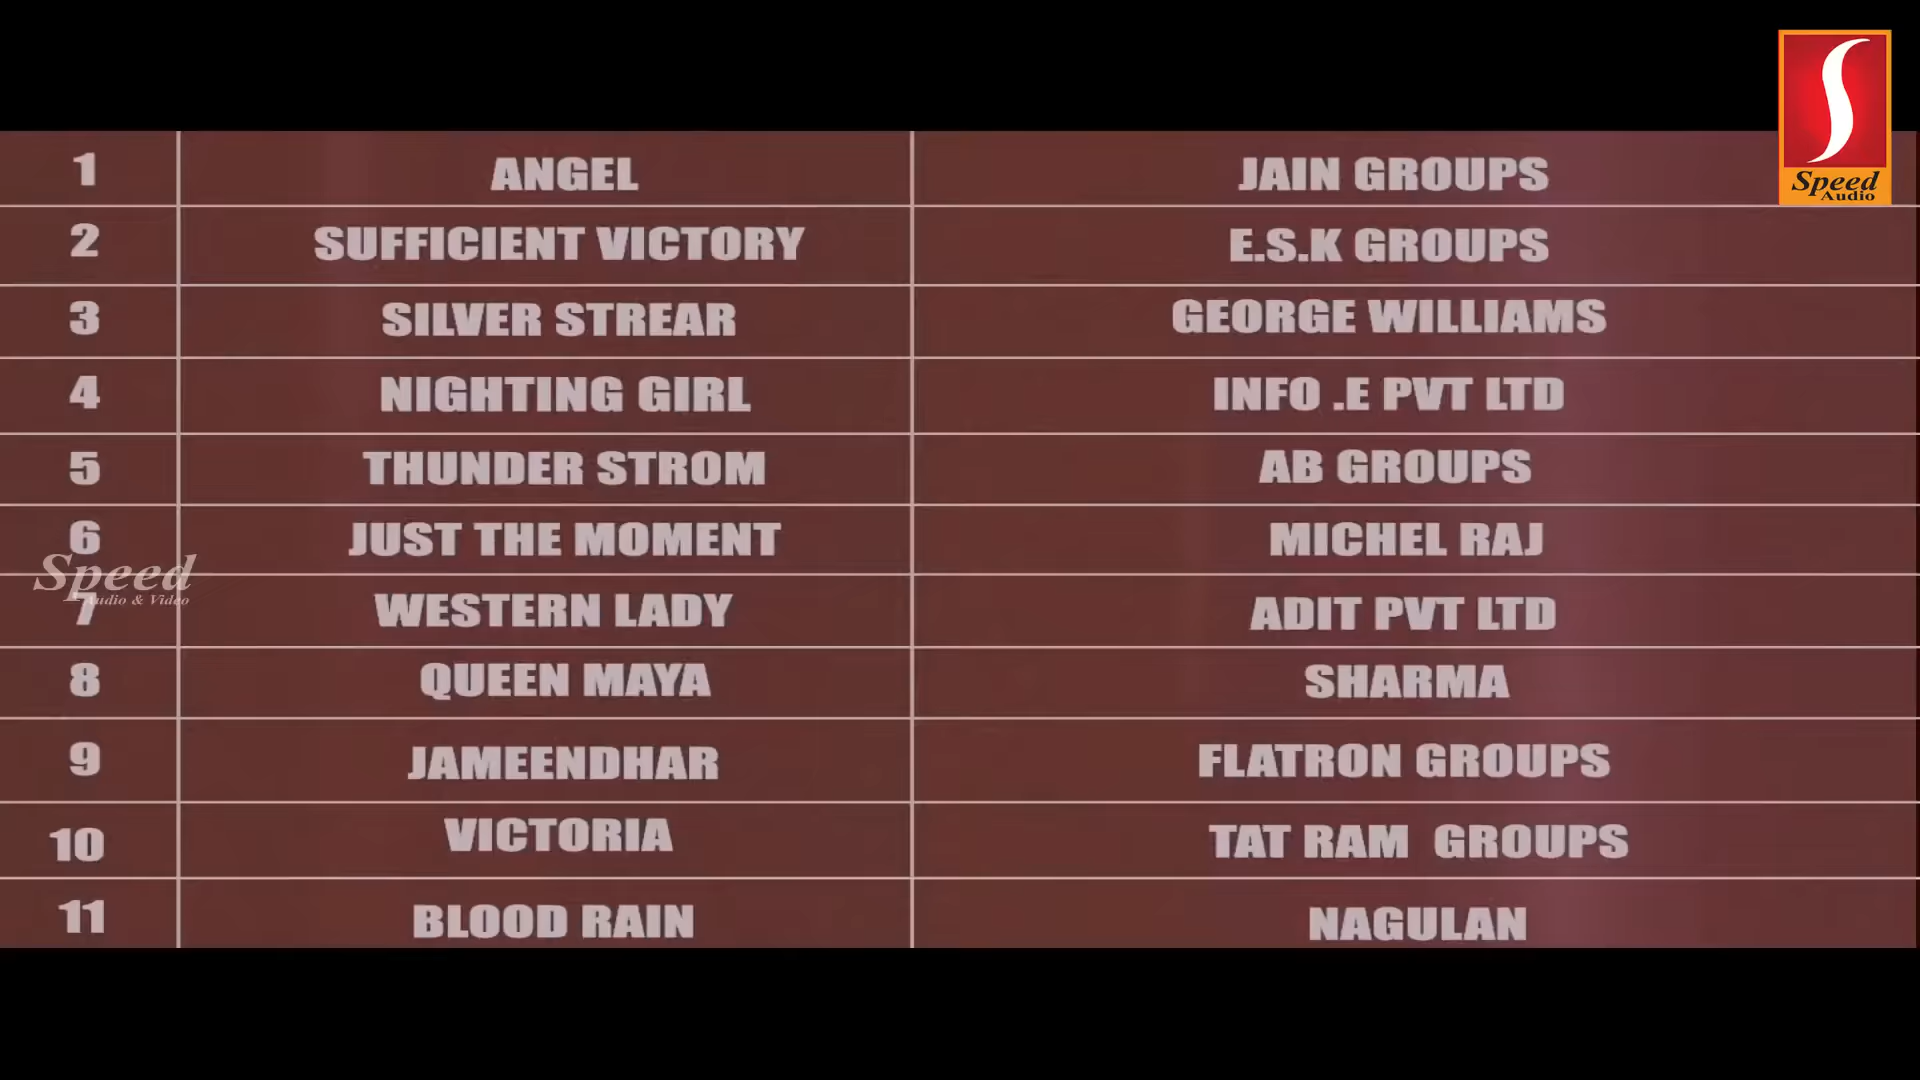 1 ANGEL JAIN GROUPS
2 SUFFICIENT VICTORY E.S.K GROUPS
3 SILVER STREAR GEORGE WILLIAMS
4 NIGHTING GIRL INFO .E PVT LTD
5 THUNDER STROM AB GROUPS
6 JUST THE MOMENT MICHEL RAJ
7 WESTERN LADY ADIT PVT LTD
8 QUEEN MAYA SHARMA
9 JAMEENDHAR FLATRON GROUPS
10 VICTORIA TAT RAM GROUPS
11 BLOOD RAIN NAGULAN
S
Speed
Audio
Speed
Audio & Video